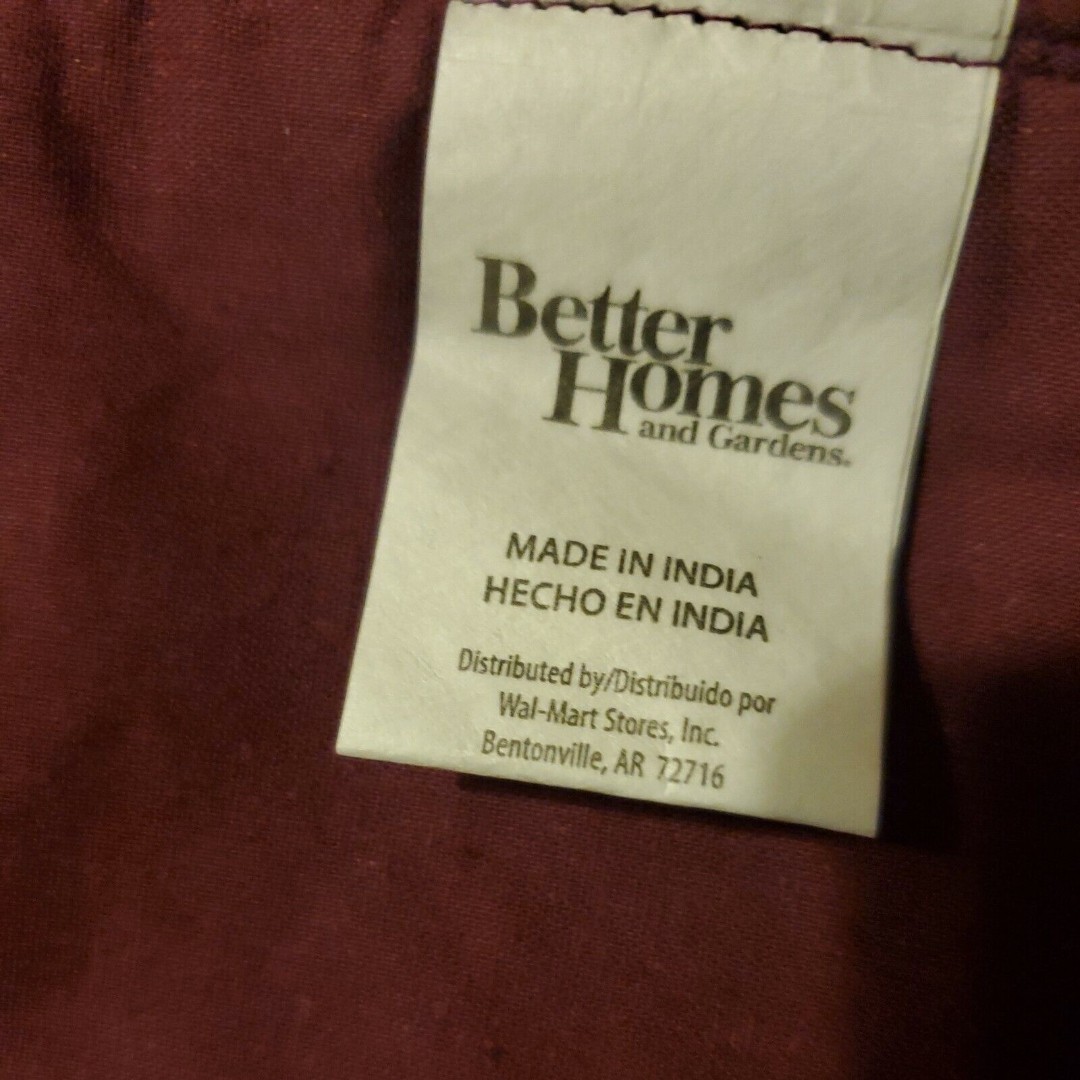 Better
Homes
and Gardens.
MADE IN INDIA
HECHO EN INDIA
Distributed by/Distribuido por
Wal-Mart Stores, Inc.
Bentonville, AR 72716